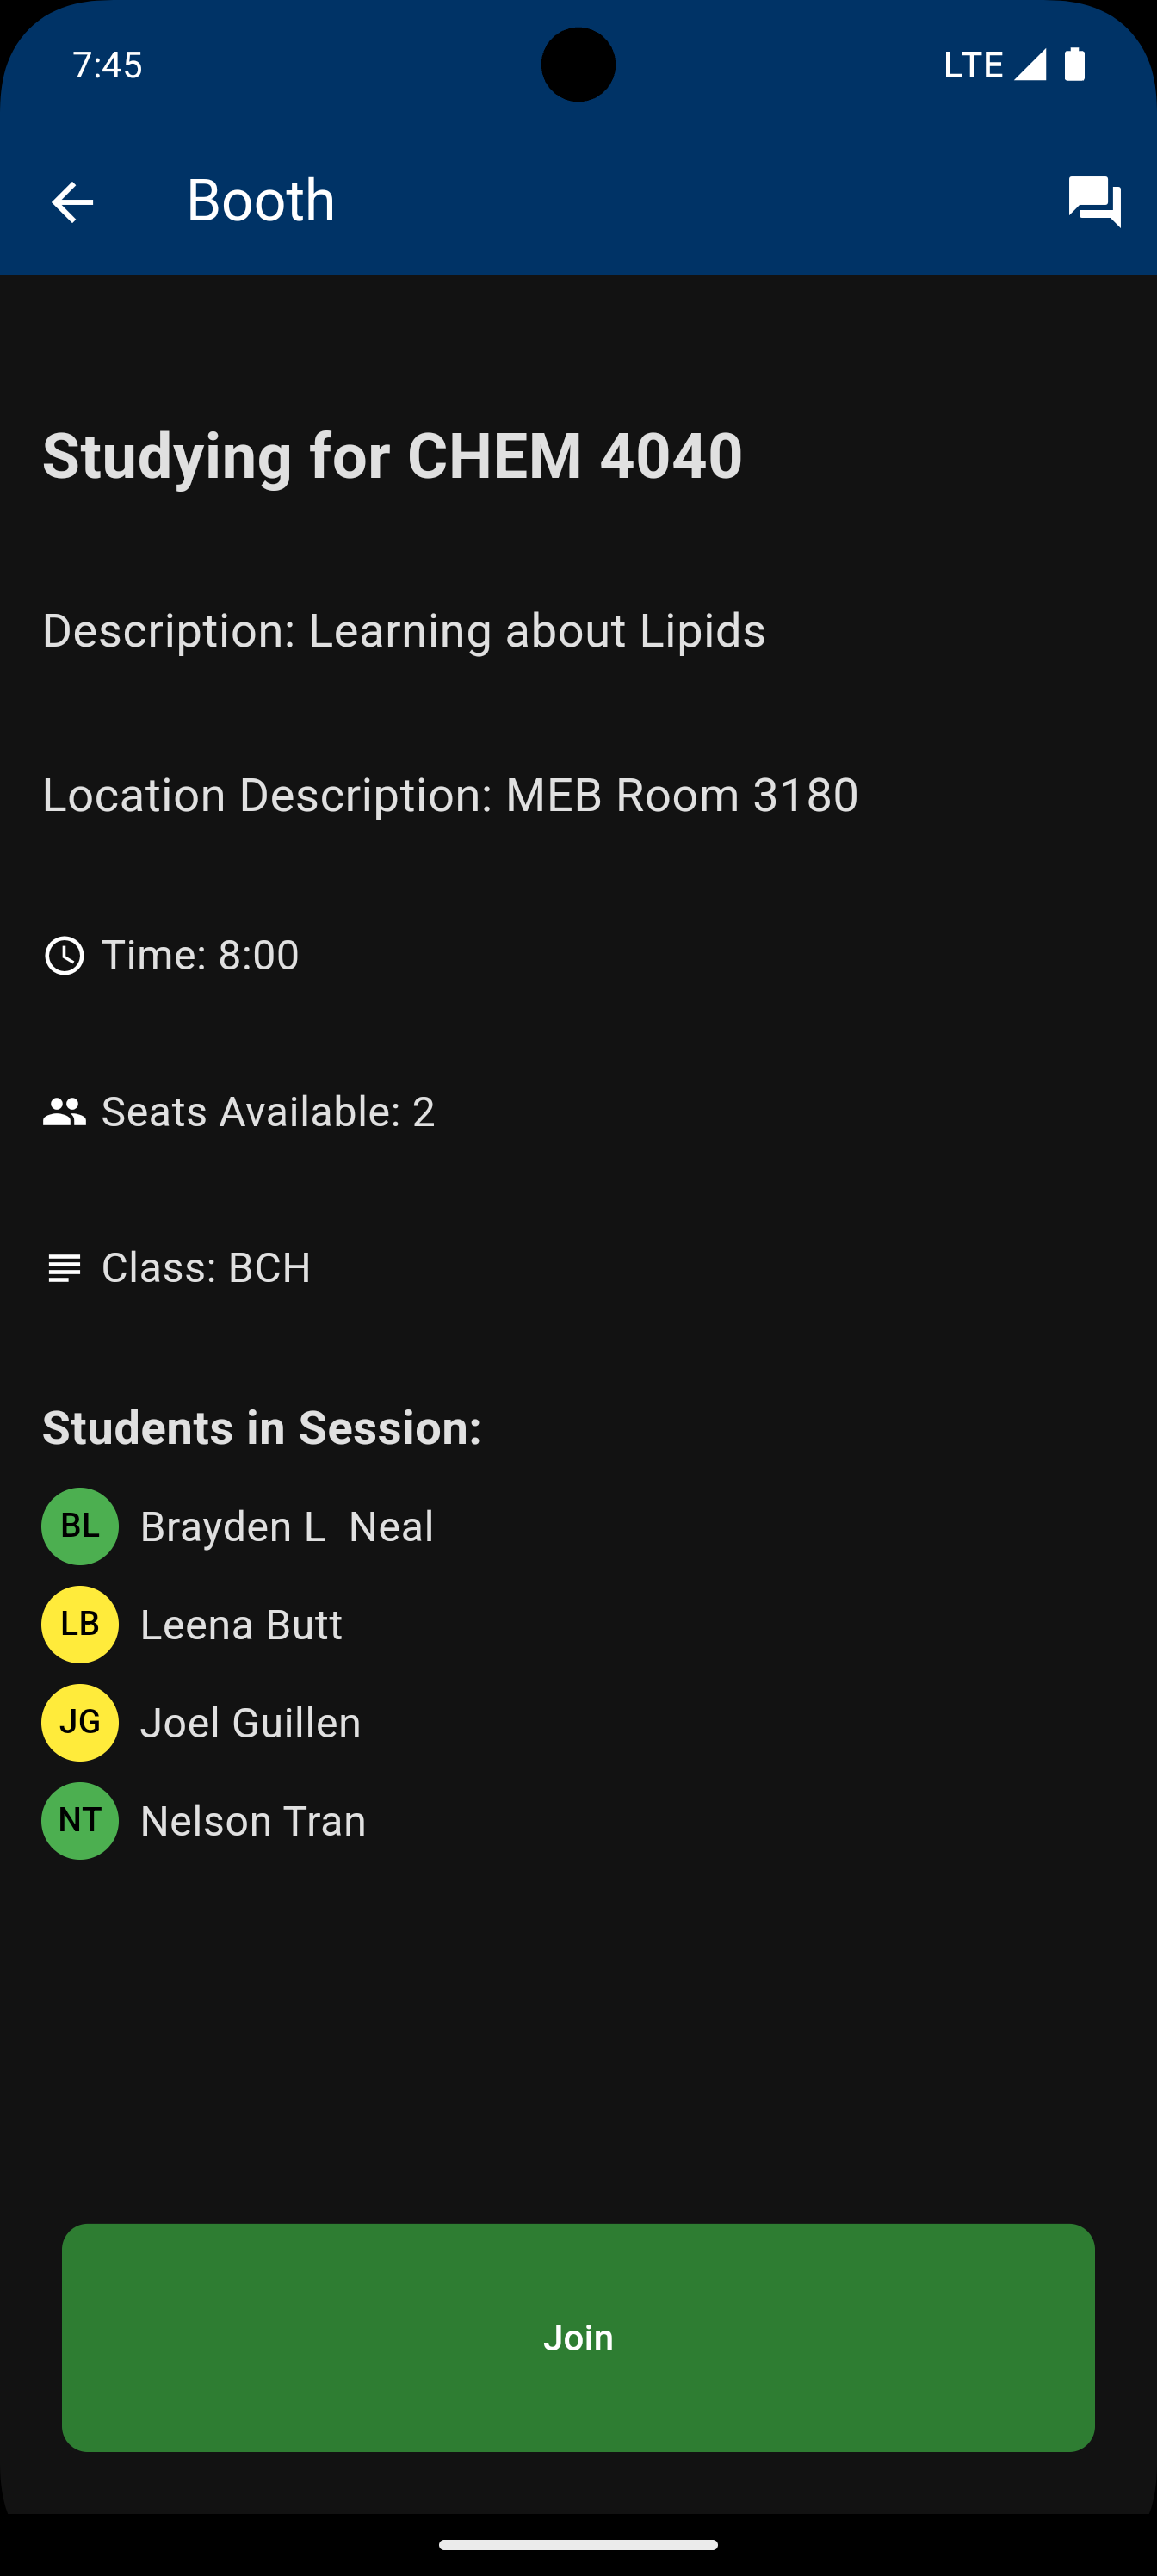 7:45
LTE
Booth
Studying for CHEM 4040
Description: Learning about Lipids
Location Description: MEB Room 3180
Time: 8:00
Seats Available: 2
Class: BCH
Students in Session:
BL Brayden L  Neal
LB Leena Butt
JG Joel Guillen
NT Nelson Tran
Join